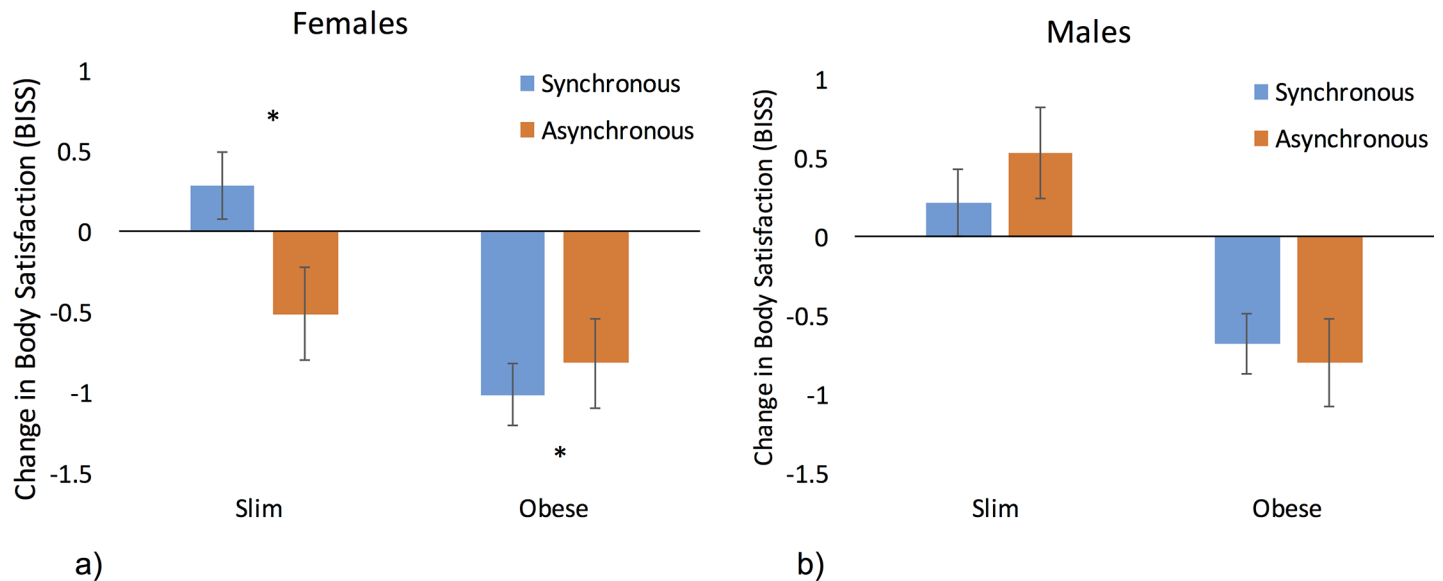 Females
Change in Body Satisfaction (BISS)
1
0.5
0
-0.5
-1
-1.5
Synchronous
Asynchronous
*
*
Slim
Obese
a)
Males
Change in Body Satisfaction (BISS)
1
0.5
0
-0.5
-1
-1.5
Synchronous
Asynchronous
Slim
Obese
b)